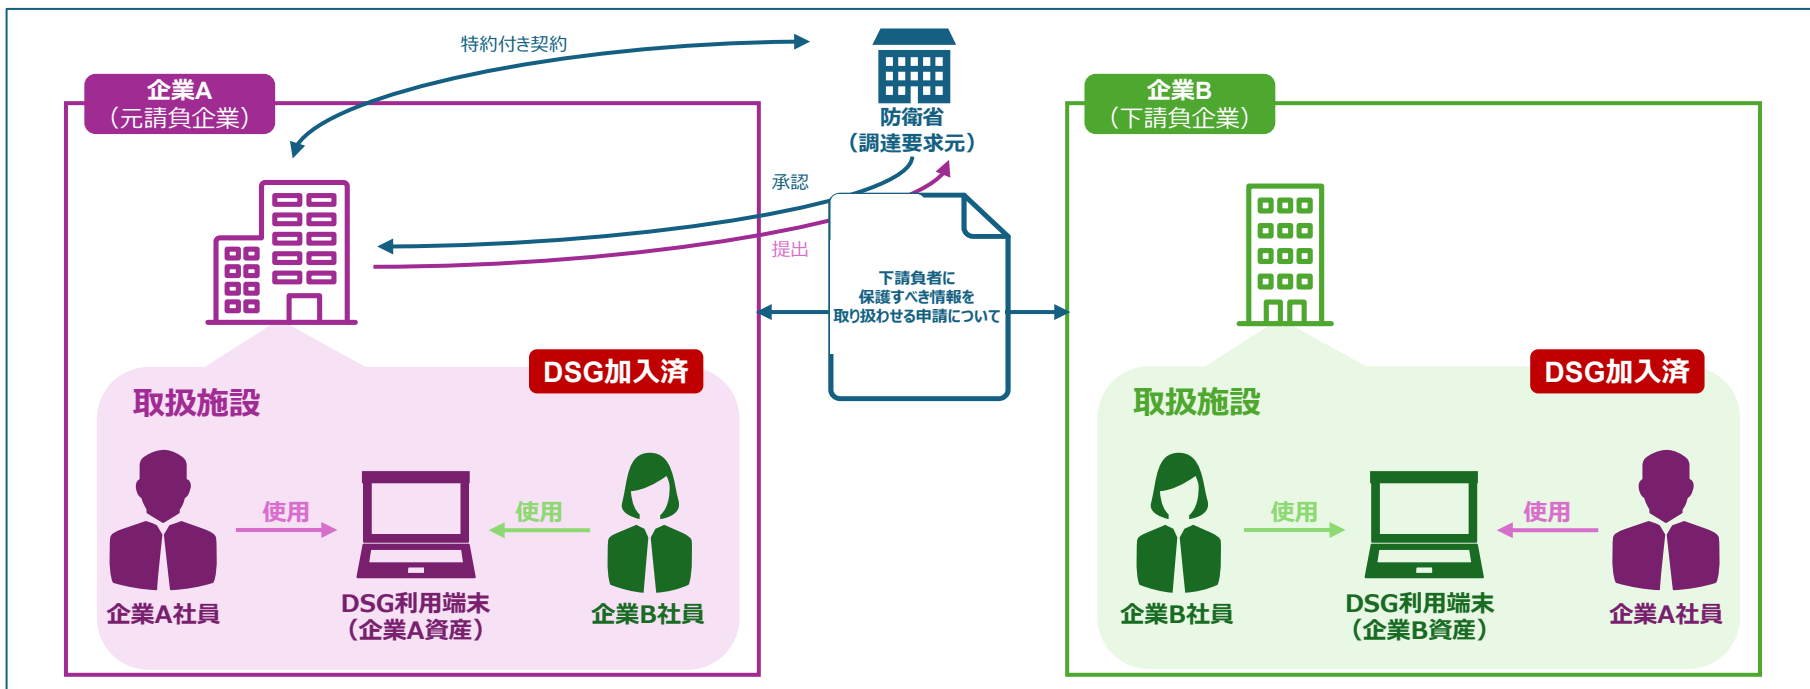 特約付き契約
企業A
（元請負企業）
防衛省
（調達要求元）
企業B
（下請負企業）
承認
提出
下請負者に
保護すべき情報を
取り扱わせる申請について
DSG加入済
取扱施設
使用
使用
企業A社員
DSG利用端末
（企業A資産）
企業B社員
DSG加入済
取扱施設
使用
使用
企業B社員
DSG利用端末
（企業B資産）
企業A社員